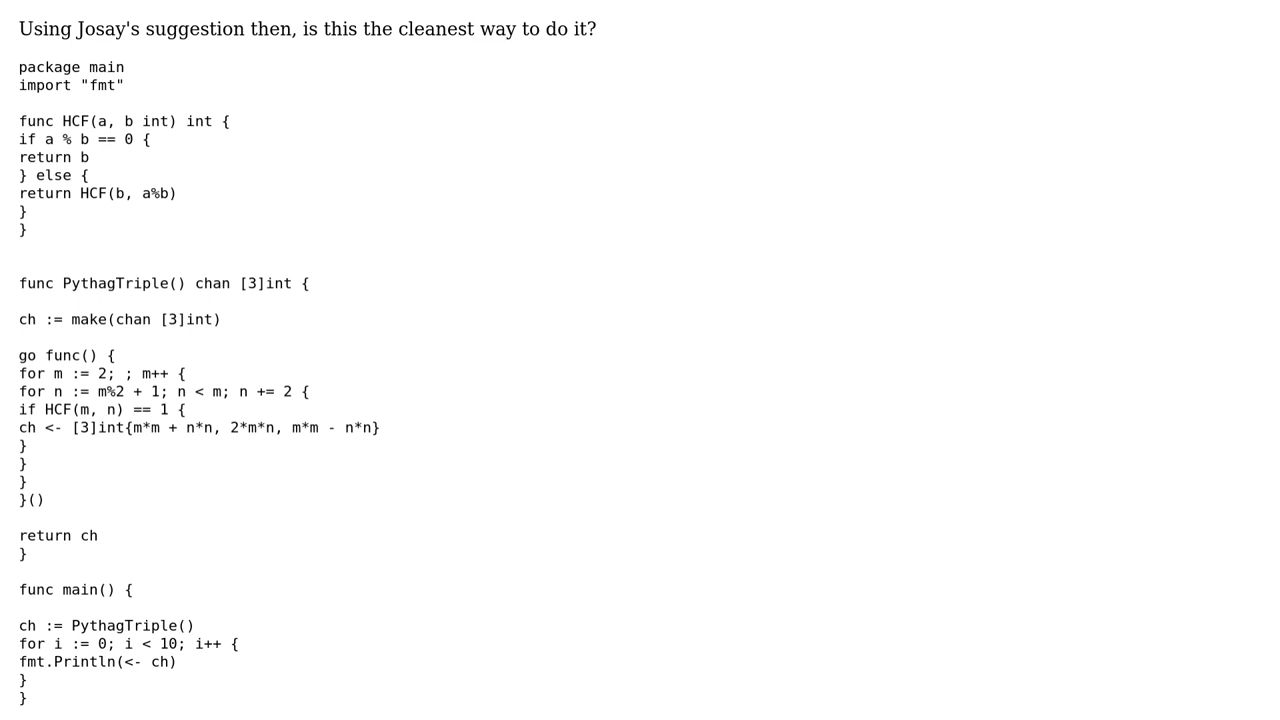 Using Josay's suggestion then, is this the cleanest way to do it?
package main
import "fmt"
func HCF(a, b int) int {
if a % b == 0 {
return b
} else {
return HCF(b, a%b)
}
}
func PythagTriple() chan [3]int {
ch := make(chan [3]int)
go func() {
for m := 2; ; m++ {
for n := m%2 + 1; n < m; n += 2 {
if HCF(m, n) == 1 {
ch <- [3]int{m*m + n*n, 2*m*n, m*m - n*n}
}
}
}
}()
return ch
}
func main() {
ch := PythagTriple()
for i := 0; i < 10; i++ {
fmt.Println(<- ch)
}
}